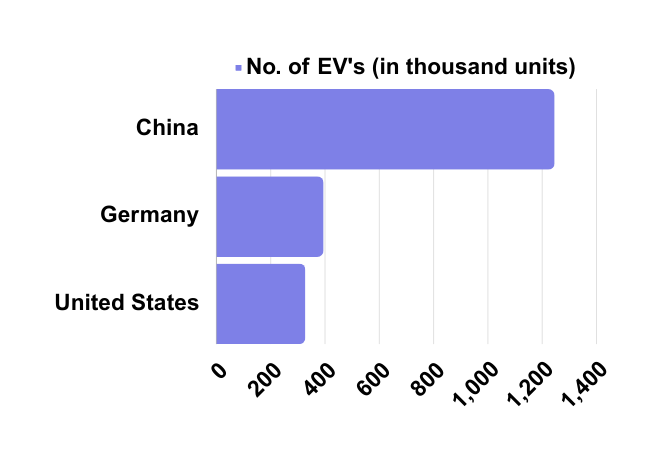 No. of EV's (in thousand units)
China
Germany
United States
0
200
400
600
800
1,000
1,200
1,400